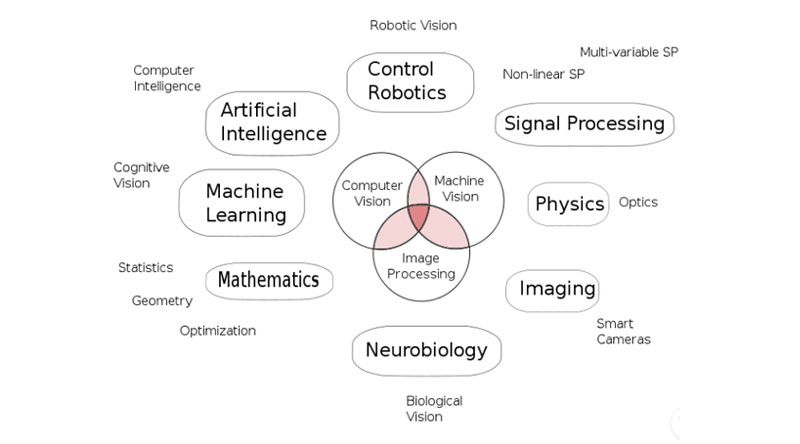 Robotic Vision
Multi-variable SP
Non-linear SP
Computer
Intelligence
Control
Robotics
Artificial
Intelligence
Signal Processing
Cognitive
Vision
Machine
Learning
Computer
Vision
Machine
Vision
Physics
Optics
Image
Processing
Statistics
Mathematics
Geometry
Imaging
Optimization
Smart
Cameras
Neurobiology
Biological
Vision